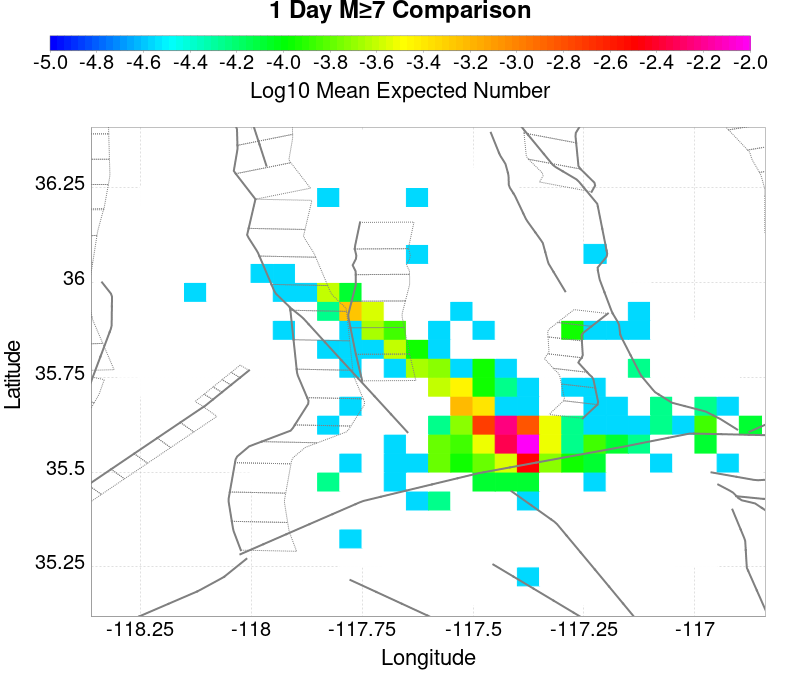 1 Day M≥7 Comparison
-5.0 -4.8 -4.6 -4.4 -4.2 -4.0 -3.8 -3.6 -3.4 -3.2 -3.0 -2.8 -2.6 -2.4 -2.2 -2.0
Log10 Mean Expected Number
36.25
36
35.75
35.5
35.25
Latitude
-118.25 -118 -117.75 -117.5 -117.25 -117
Longitude